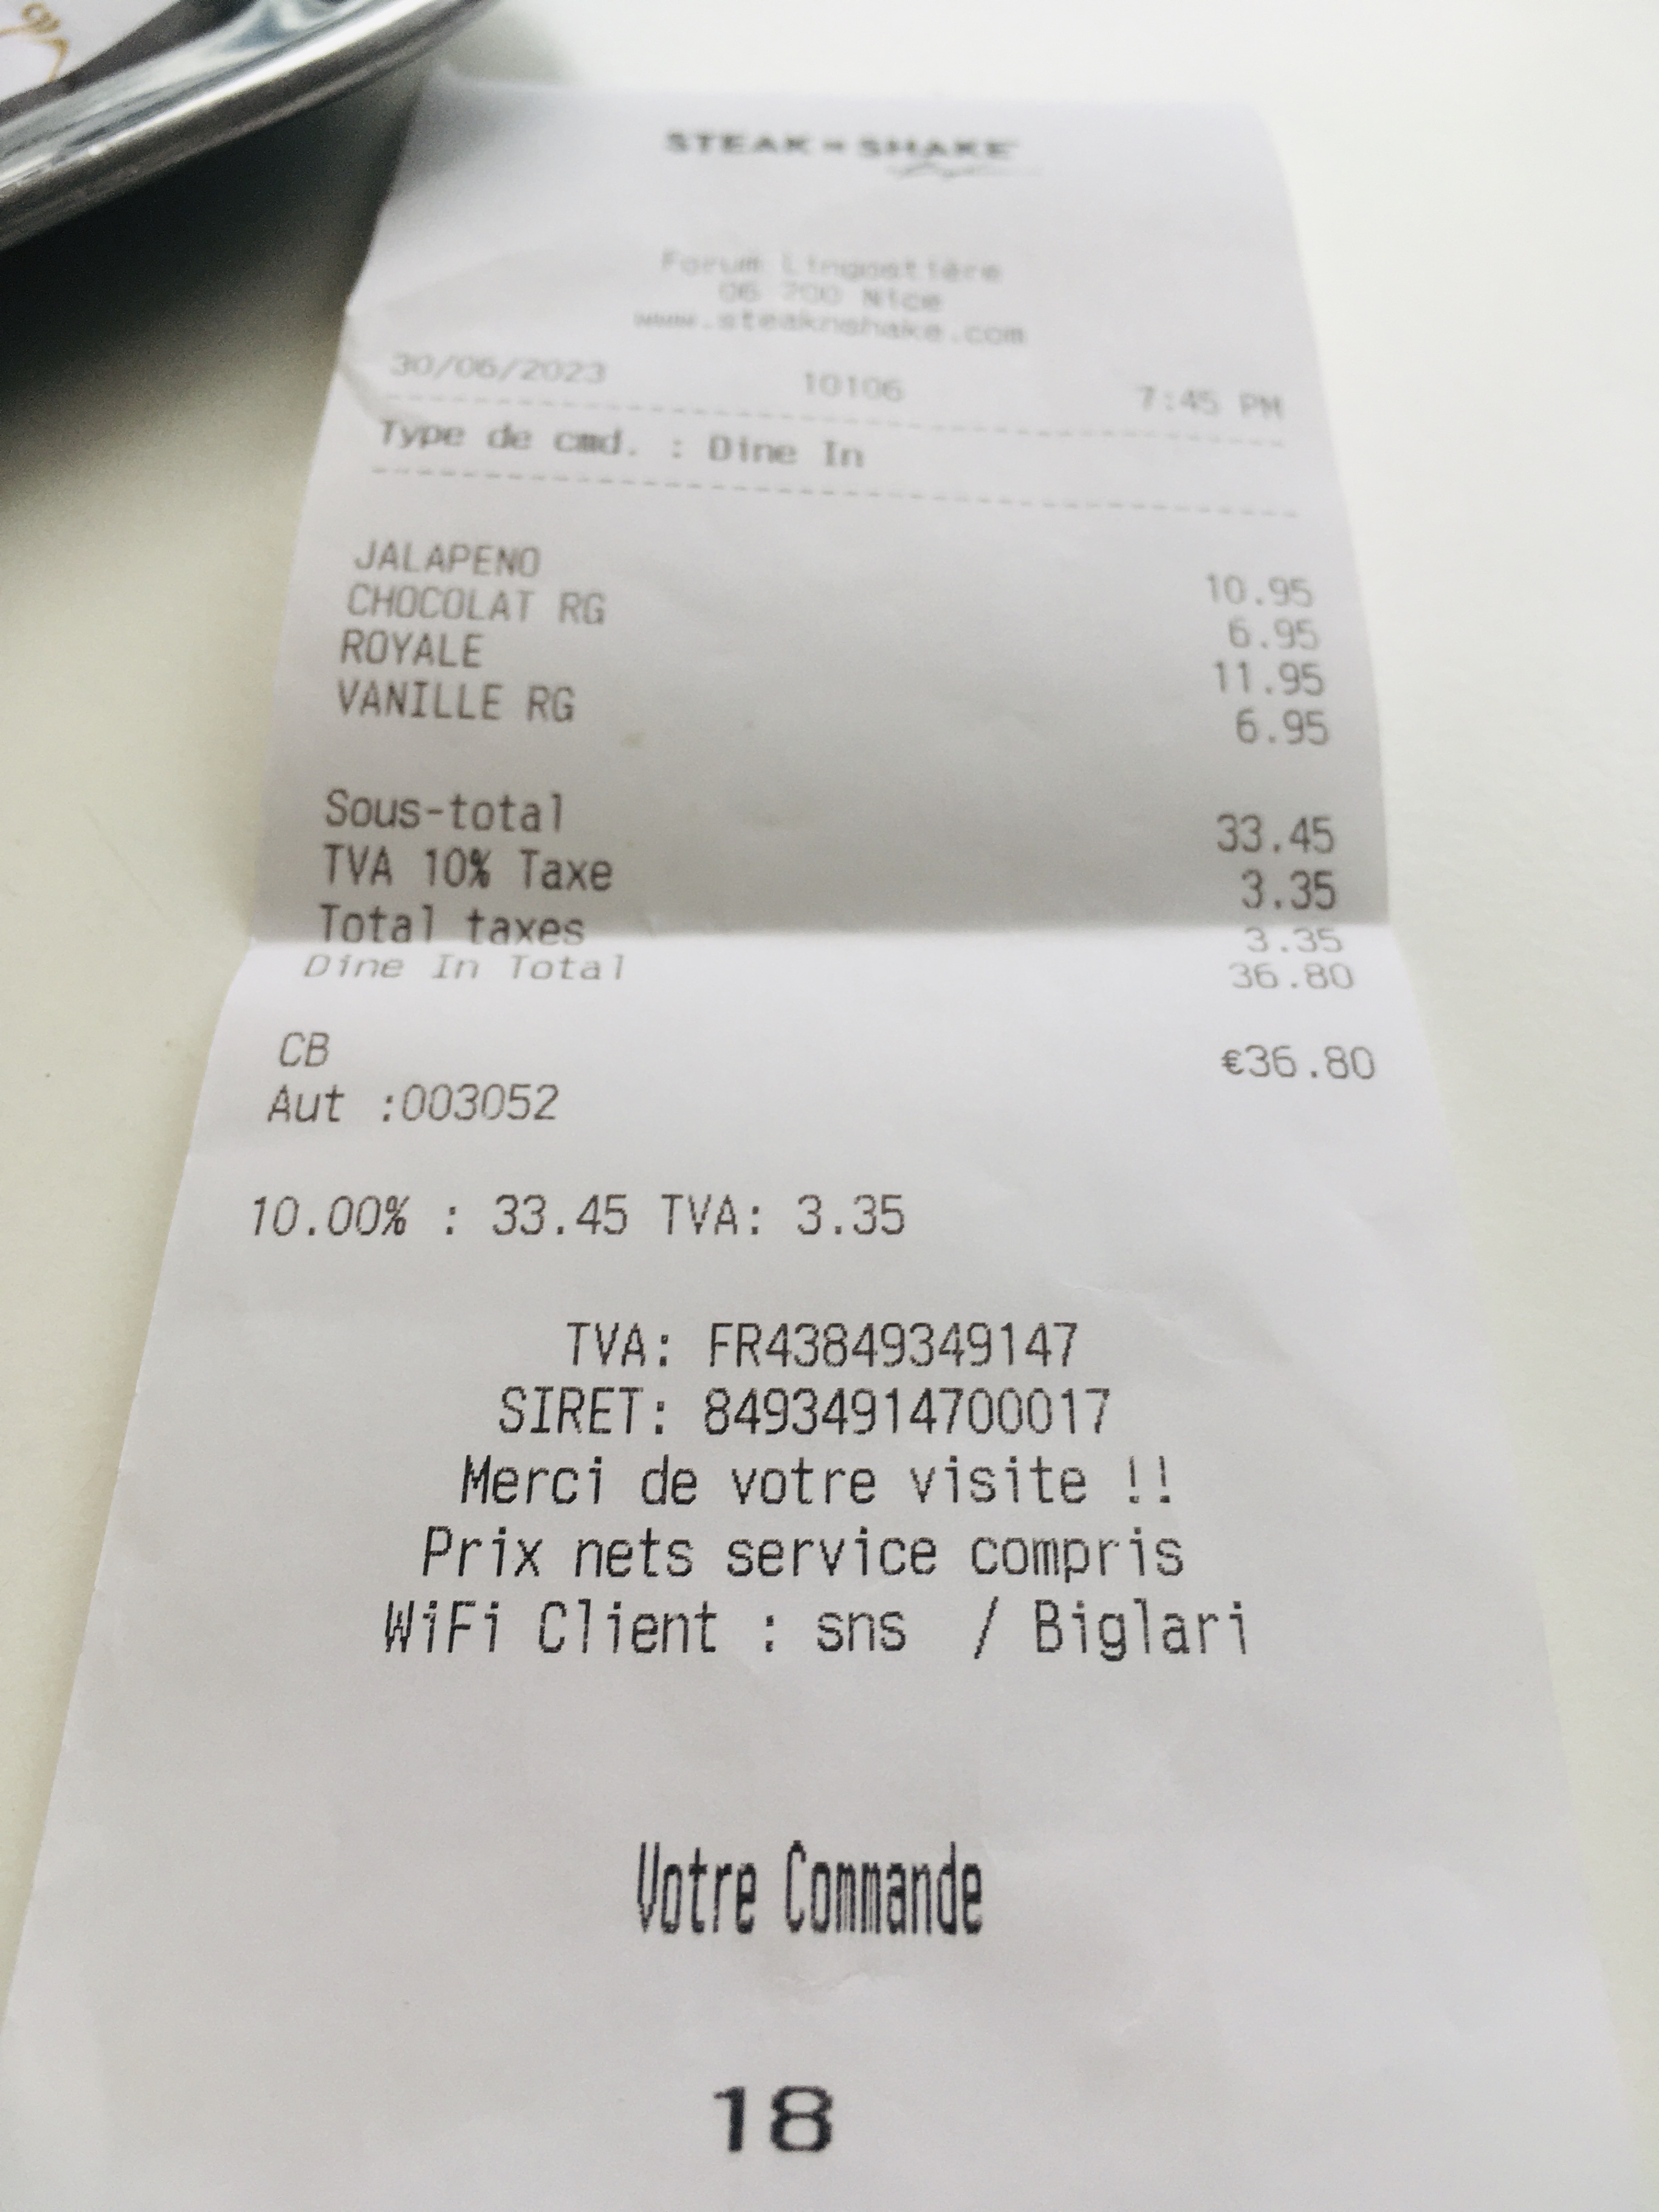 STEAK N SHAKE
Forum Lingostière
06 200 Nice
www.steaknshake.com
30/06/2023 10106 7:45 PM
Type de cmd. : Dine In
JALAPENO 10.95
CHOCOLAT RG 6.95
ROYALE 11.95
VANILLE RG 6.95
Sous-total 33.45
TVA 10% Taxe 3.35
Total taxes 3.35
Dine In Total 36.80
CB €36.80
Aut :003052
10.00% : 33.45 TVA: 3.35
TVA: FR43849349147
SIRET: 84934914700017
Merci de votre visite !!
Prix nets service compris
WiFi Client : sns / Biglari
Votre Commande
18